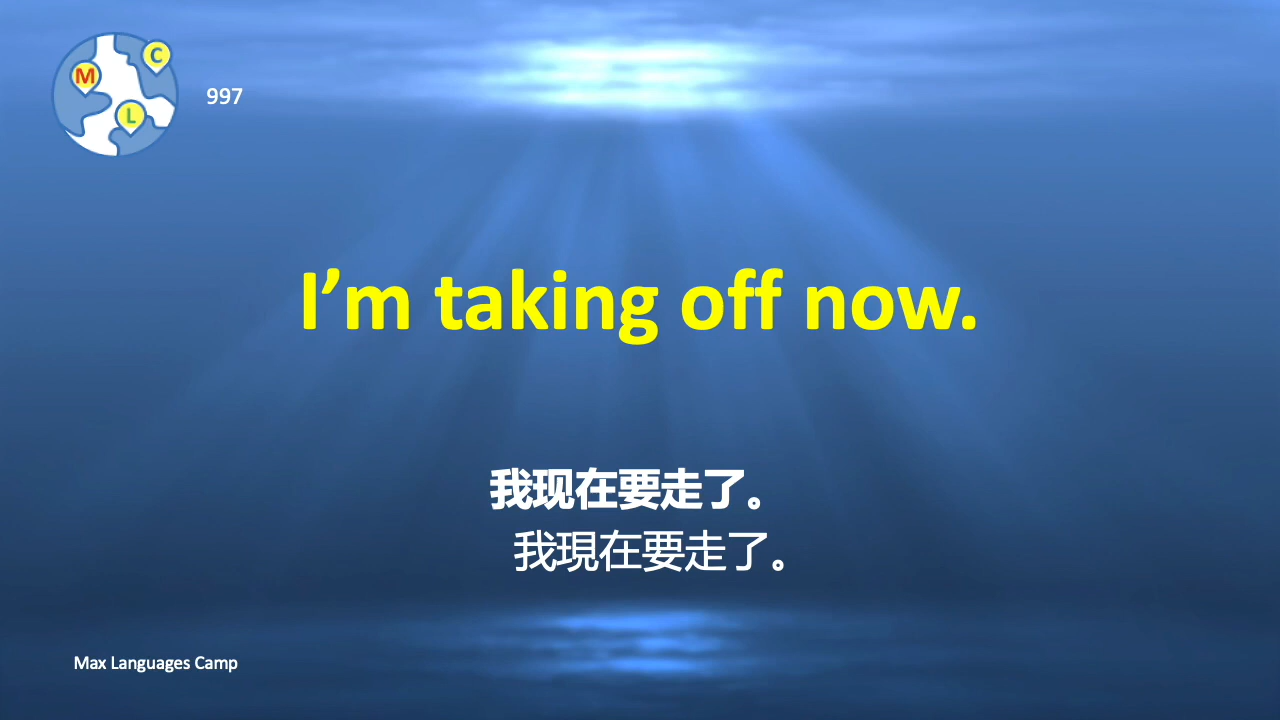 C
M
L
997
I’m taking off now.
我现在要走了。
我現在要走了。
Max Languages Camp